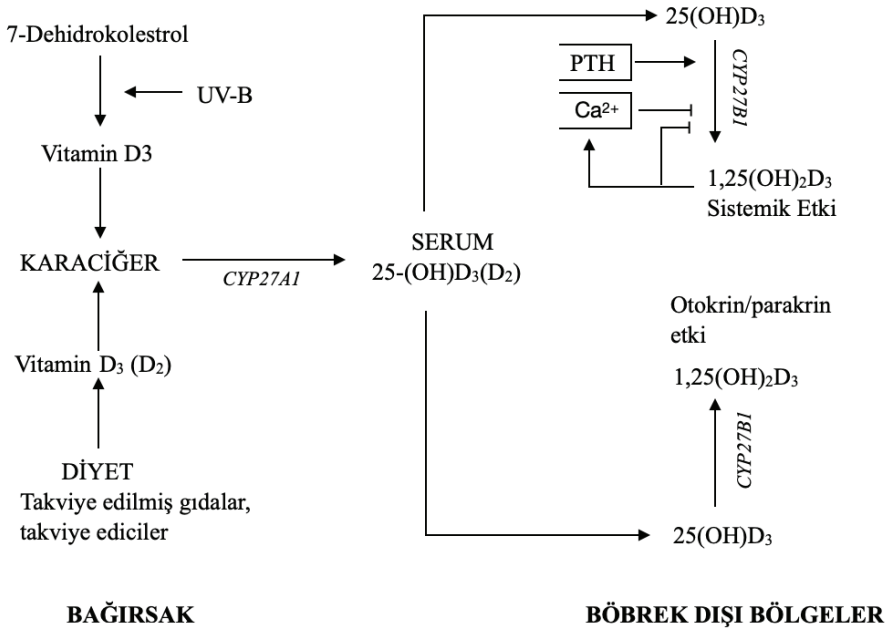 7-Dehidrokolestrol
UV-B
Vitamin D3
KARACİĞER
CYP27A1
Vitamin D₃ (D₂)
DİYET
Takviye edilmiş gıdalar,
takviye ediciler
BAĞIRSAK
SERUM
25-(OH)D₃(D₂)
25(OH)D₃
PTH
CYP27B1
Ca²⁺
1,25(OH)₂D₃
Sistemik Etki
Otokrin/parakrin
etki
1,25(OH)₂D₃
CYP27B1
25(OH)D₃
BÖBREK DIŞI BÖLGELER